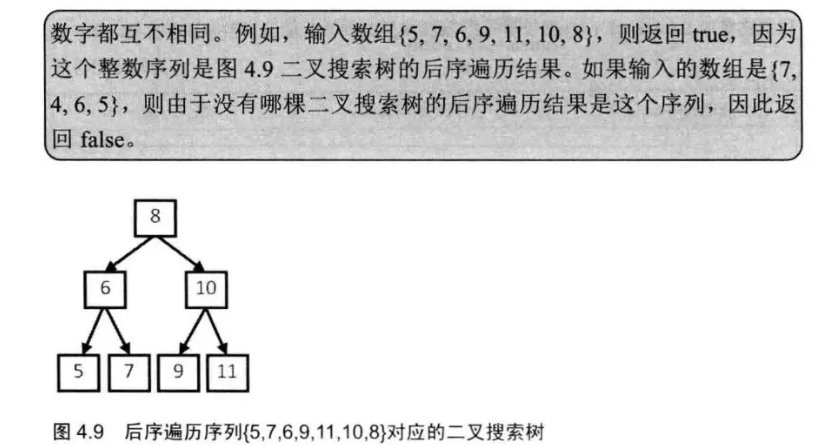 数字都互不相同。例如，输入数组{5, 7, 6, 9, 11, 10, 8}，则返回 true，因为
这个整数序列是图 4.9 二叉搜索树的后序遍历结果。如果输入的数组是{7,
4, 6, 5}，则由于没有哪棵二叉搜索树的后序遍历结果是这个序列，因此返
回 false。
8
6 10
5 7 9 11
图 4.9 后序遍历序列{5,7,6,9,11,10,8}对应的二叉搜索树